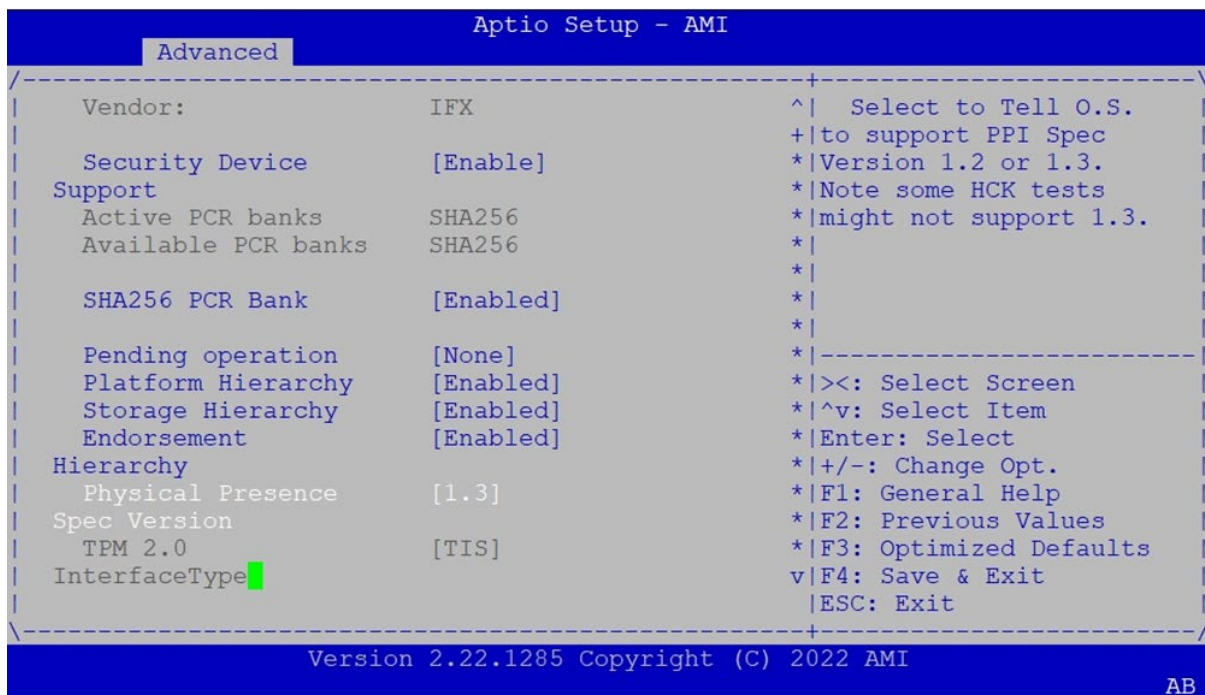 Aptio Setup – AMI
Advanced
/----------------------------------------------------+-------------------------\
| Vendor: IFX ^| Select to Tell O.S. |
| +|to support PPI Spec |
| Security Device [Enable] *|Version 1.2 or 1.3. |
| Support *|Note some HCK tests |
| Active PCR banks SHA256 *|might not support 1.3. |
| Available PCR banks SHA256 *| |
| *| |
| SHA256 PCR Bank [Enabled] *| |
| *| |
| Pending operation [None] *|-------------------------|
| Platform Hierarchy [Enabled] *|><: Select Screen |
| Storage Hierarchy [Enabled] *|^v: Select Item |
| Endorsement [Enabled] *|Enter: Select |
| Hierarchy *|+/-: Change Opt. |
| Physical Presence [1.3] *|F1: General Help |
| Spec Version *|F2: Previous Values |
| TPM 2.0 [TIS] *|F3: Optimized Defaults |
| InterfaceType v|F4: Save & Exit |
| |ESC: Exit |
\----------------------------------------------------+-------------------------/
Version 2.22.1285 Copyright (C) 2022 AMI
AB